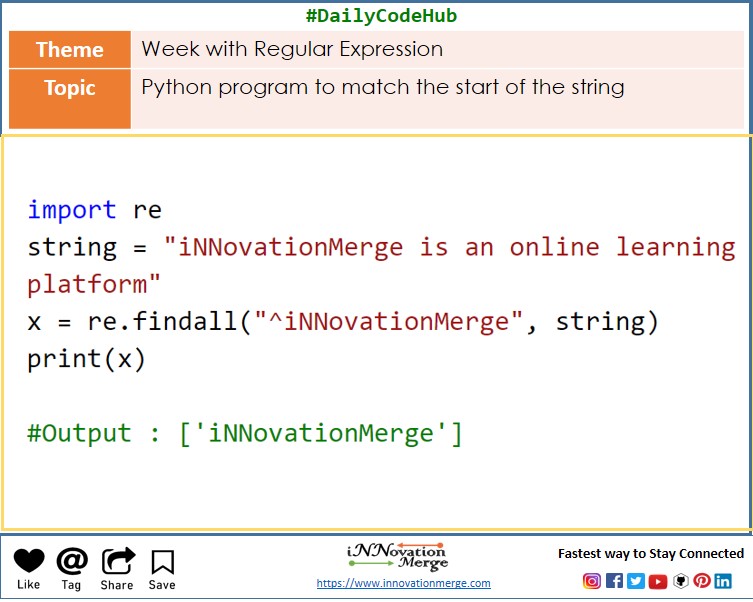 #DailyCodeHub
Theme Week with Regular Expression
Topic Python program to match the start of the string
import re
string = "iNNovationMerge is an online learning
platform"
x = re.findall("^iNNovationMerge", string)
print(x)
#Output : ['iNNovationMerge']
Like Tag Share Save
iNNovation
Merge
https://www.innovationmerge.com
Fastest way to Stay Connected